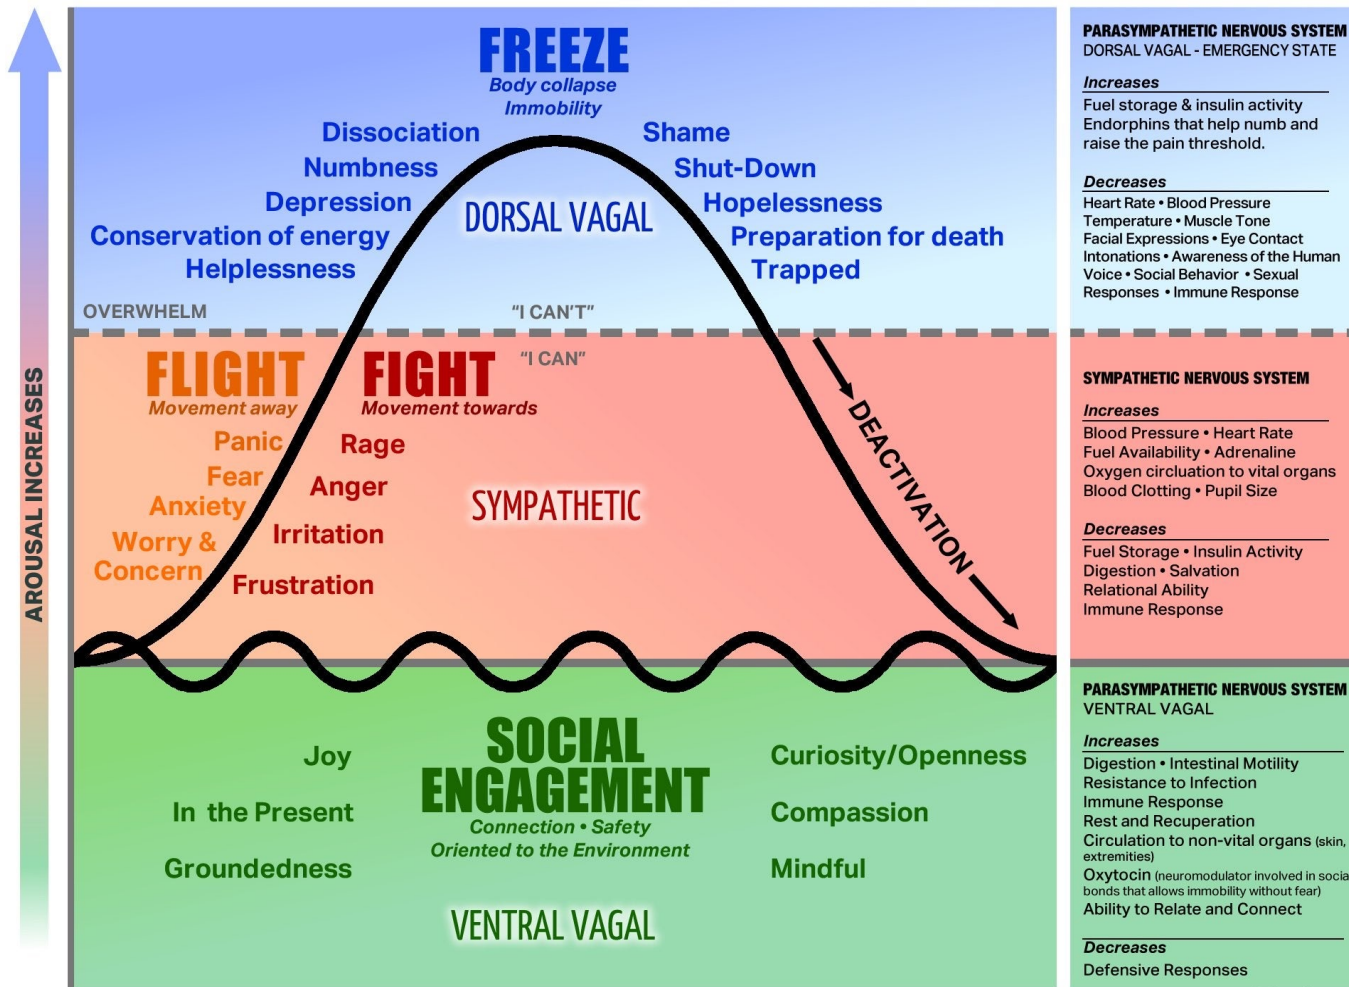 AROUSAL INCREASES
FREEZE
Body collapse
Immobility
Dissociation
Numbness
Depression
Conservation of energy
Helplessness
Shame
Shut-Down
Hopelessness
Preparation for death
Trapped
DORSAL VAGAL
OVERWHELM
"I CAN'T"
"I CAN"
FLIGHT
Movement away
Panic
Fear
Anxiety
Worry &
Concern
FIGHT
Movement towards
Rage
Anger
Irritation
Frustration
SYMPATHETIC
DEACTIVATION
SOCIAL
ENGAGEMENT
Connection • Safety
Oriented to the Environment
Joy
In the Present
Groundedness
Curiosity/Openness
Compassion
Mindful
VENTRAL VAGAL
PARASYMPATHETIC NERVOUS SYSTEM
DORSAL VAGAL - EMERGENCY STATE
Increases
Fuel storage & insulin activity
Endorphins that help numb and
raise the pain threshold.
Decreases
Heart Rate • Blood Pressure
Temperature • Muscle Tone
Facial Expressions • Eye Contact
Intonations • Awareness of the Human
Voice • Social Behavior • Sexual
Responses • Immune Response
SYMPATHETIC NERVOUS SYSTEM
Increases
Blood Pressure • Heart Rate
Fuel Availability • Adrenaline
Oxygen circluation to vital organs
Blood Clotting • Pupil Size
Decreases
Fuel Storage • Insulin Activity
Digestion • Salvation
Relational Ability
Immune Response
PARASYMPATHETIC NERVOUS SYSTEM
VENTRAL VAGAL
Increases
Digestion • Intestinal Motility
Resistance to Infection
Immune Response
Rest and Recuperation
Circulation to non-vital organs (skin,
extremities)
Oxytocin (neuromodulator involved in social
bonds that allows immobility without fear)
Ability to Relate and Connect
Decreases
Defensive Responses